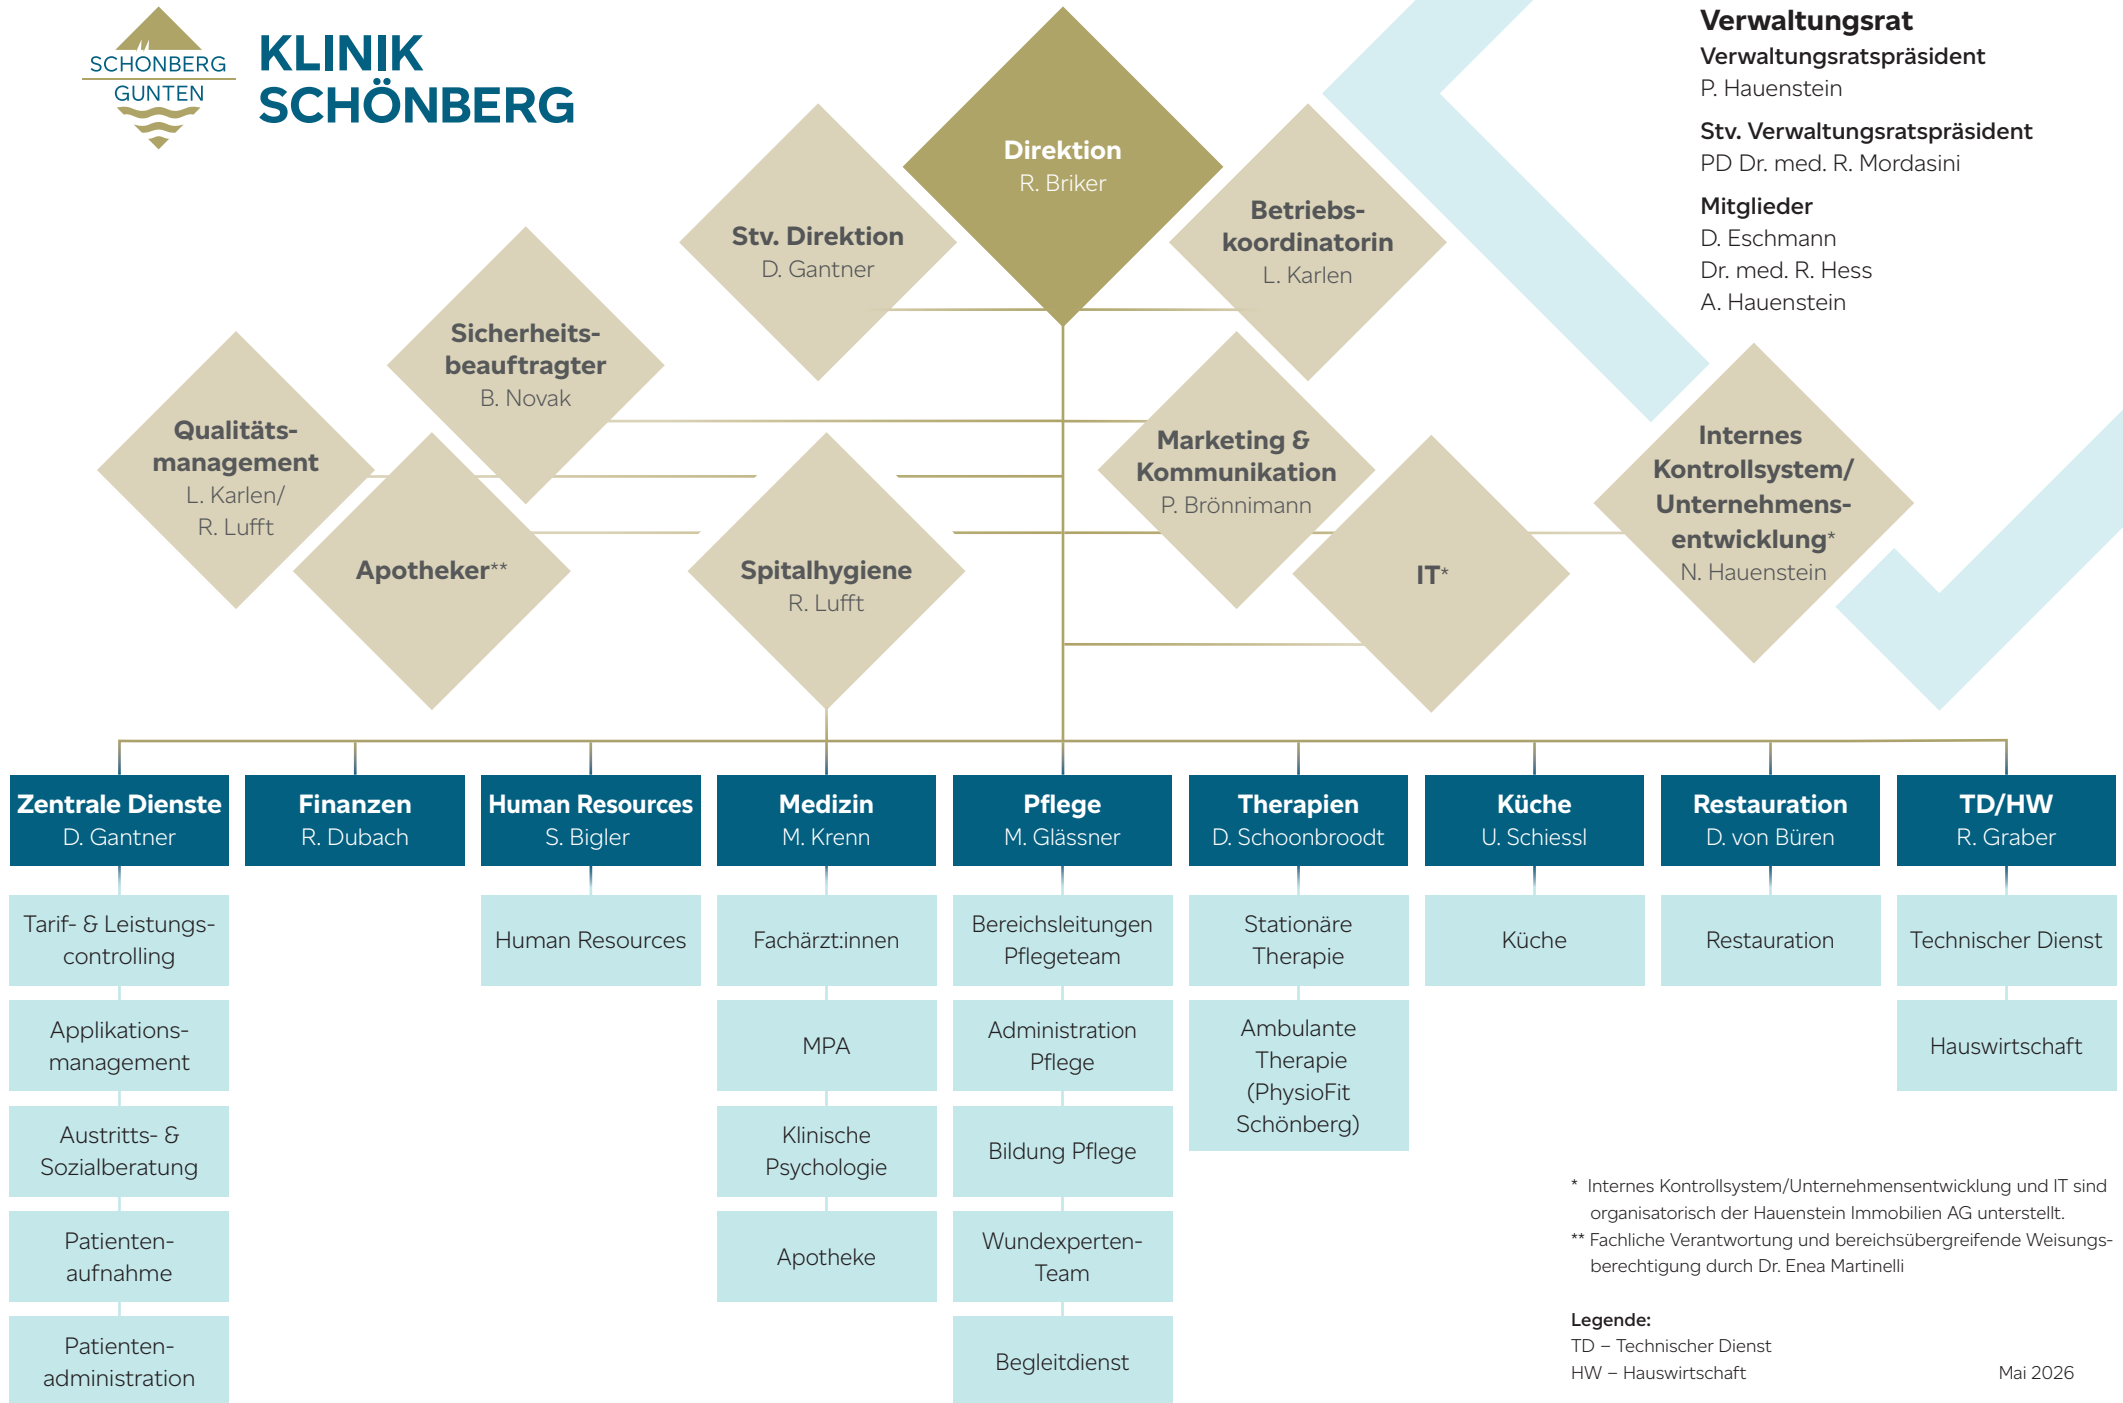 SCHÖNBERG
GUNTEN
KLINIK
SCHÖNBERG
Verwaltungsrat
Verwaltungsratspräsident
P. Hauenstein
Stv. Verwaltungsratspräsident
PD Dr. med. R. Mordasini
Mitglieder
D. Eschmann
Dr. med. R. Hess
A. Hauenstein
Direktion
R. Briker
Stv. Direktion
D. Gantner
Betriebs-
koordinatorin
L. Karlen
Sicherheits-
beauftragter
B. Novak
Qualitäts-
management
L. Karlen/
R. Lufft
Marketing &
Kommunikation
P. Brönnimann
Internes
Kontrollsystem/
Unternehmens-
entwicklung*
N. Hauenstein
Apotheker**
Spitalhygiene
R. Lufft
IT*
Zentrale Dienste
D. Gantner
Finanzen
R. Dubach
Human Resources
S. Bigler
Medizin
M. Krenn
Pflege
M. Glässner
Therapien
D. Schoonbroodt
Küche
U. Schiessl
Restauration
D. von Büren
TD/HW
R. Graber
Tarif- & Leistungs-
controlling
Applikations-
management
Austritts- &
Sozialberatung
Patienten-
aufnahme
Patienten-
administration
Human Resources
Fachärzt:innen
MPA
Klinische
Psychologie
Apotheke
Bereichsleitungen
Pflegeteam
Administration
Pflege
Bildung Pflege
Wundexperten-
Team
Begleitdienst
Stationäre
Therapie
Ambulante
Therapie
(PhysioFit
Schönberg)
Küche
Restauration
Technischer Dienst
Hauswirtschaft
* Internes Kontrollsystem/Unternehmensentwicklung und IT sind
organisatorisch der Hauenstein Immobilien AG unterstellt.
** Fachliche Verantwortung und bereichsübergreifende Weisungs-
berechtigung durch Dr. Enea Martinelli
Legende:
TD – Technischer Dienst
HW – Hauswirtschaft
Mai 2026